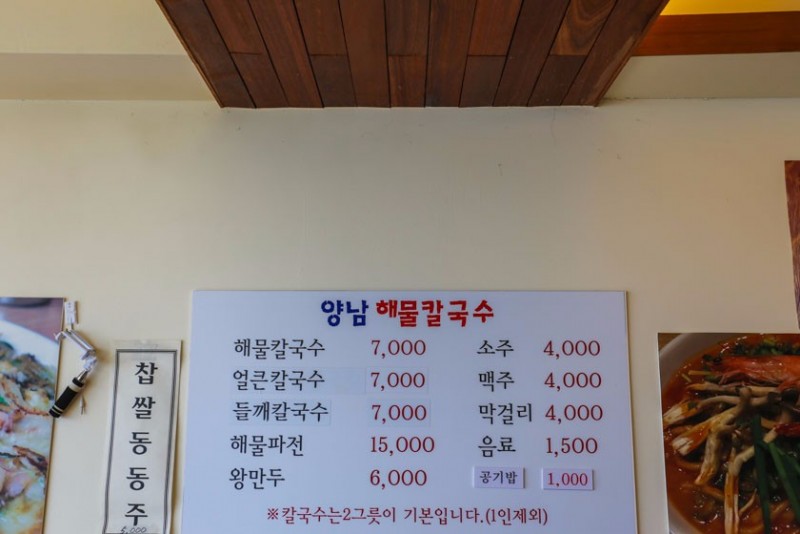 양남 해물칼국수
해물칼국수 7,000 소주 4,000
얼큰칼국수 7,000 맥주 4,000
들깨칼국수 7,000 막걸리 4,000
해물파전 15,000 음료 1,500
왕만두 6,000 공기밥 1,000
※칼국수는2그릇이 기본입니다.(1인제외)
찹쌀동동주
5,000